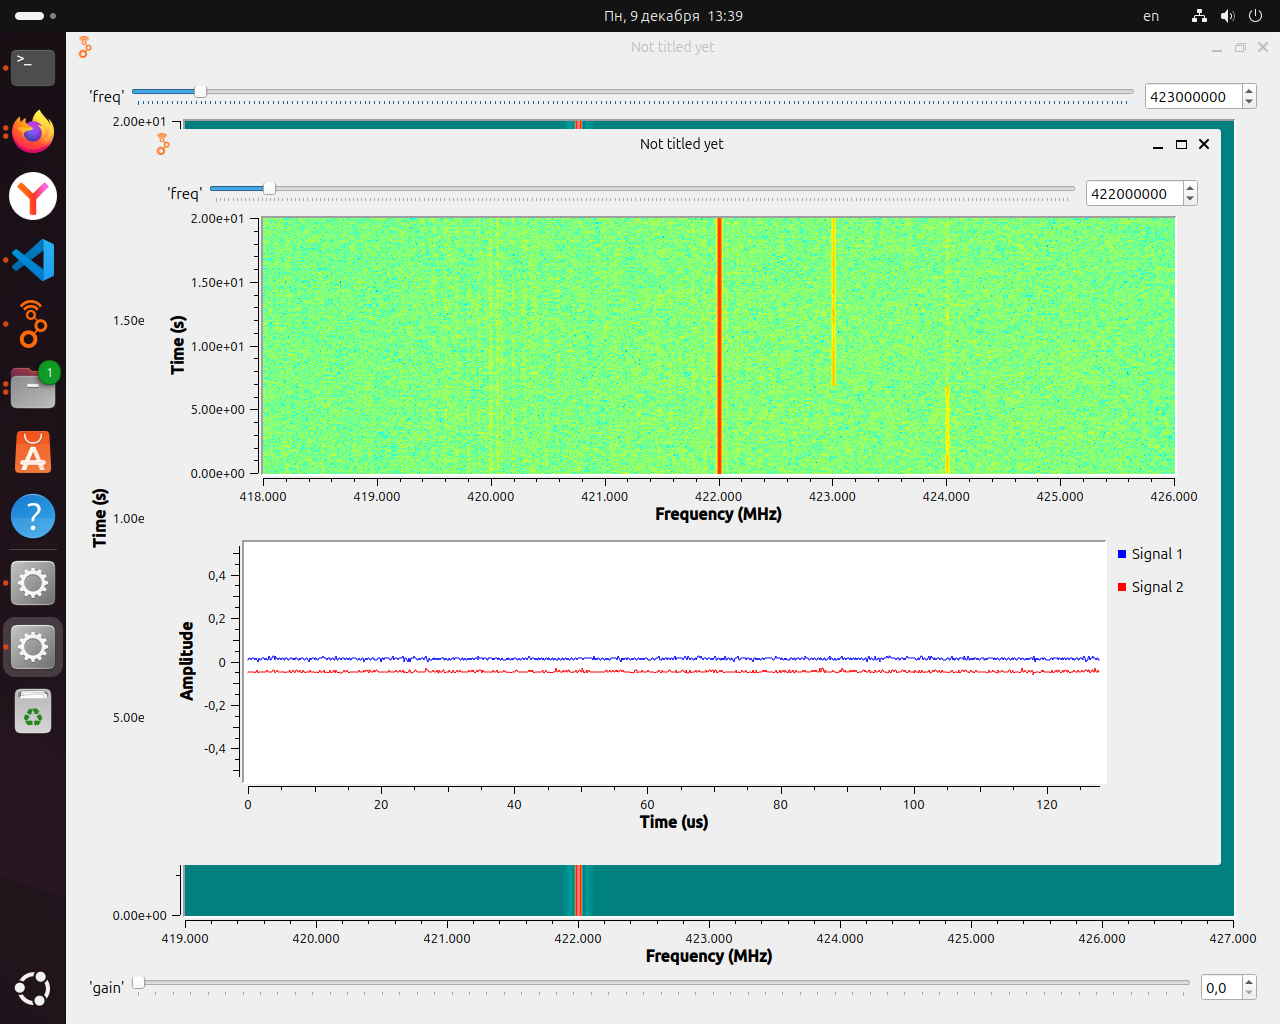 Пн, 9 декабря 13:39
en
Not titled yet
'freq'
423000000
2.00e+01
1.50e
1.00e
5.00e
0.00e+00
Time (s)
Not titled yet
'freq'
422000000
2.00e+01
1.50e+01
1.00e+01
5.00e+00
0.00e+00
Time (s)
418.000 419.000 420.000 421.000 422.000 423.000 424.000 425.000 426.000
Frequency (MHz)
Signal 1
Signal 2
0,4
0,2
0
-0,2
-0,4
Amplitude
0 20 40 60 80 100 120
Time (us)
419.000 420.000 421.000 422.000 423.000 424.000 425.000 426.000 427.000
Frequency (MHz)
'gain'
0,0
>_
1
A
?